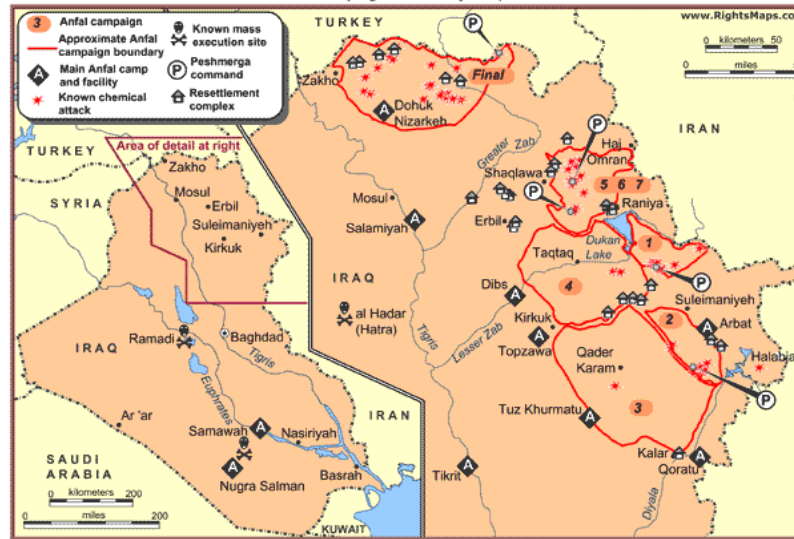 3 Anfal campaign
Approximate Anfal
campaign boundary
A Main Anfal camp
and facility
Known chemical
attack
Known mass
execution site
P Peshmerga
command
Resettlement
complex
TURKEY
www.RightsMaps.com
0 kilometers 50
0 miles
IRAN
Zakho
Final
A Dohuk
Nizarkeh
Greater Zab
P
Haj
Omran
Shaqlawa
P
5 6 7
Raniya
Mosul
A
Salamiyah
Erbil
Dukan
Lake
1
P
Taqtaq
4
IRAQ
Dibs
A
Suleimaniyeh
al Hadar
(Hatra)
Tigris
Lesser Zab
Kirkuk
A
Topzawa
2
A
Arbat
Halabja
Qader
Karam
P
3
Tuz Khurmatu
A
Kalar
A
Qoratu
Tikrit
A
Diyala
Area of detail at right
TURKEY
Zakho
SYRIA
Mosul
Erbil
Suleimaniyeh
Kirkuk
IRAQ
Ramadi
Baghdad
Tigris
Euphrates
IRAN
Ar 'ar
Samawah
A
Nasiriyah
A
Nugra Salman
Basrah
SAUDI
ARABIA
0 kilometers 200
0 miles 200
KUWAIT